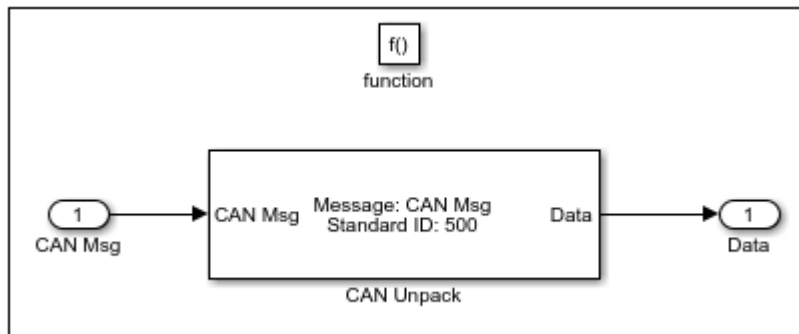 f()
function
CAN Msg
Message: CAN Msg
Standard ID: 500
Data
1
CAN Msg
1
Data
CAN Unpack